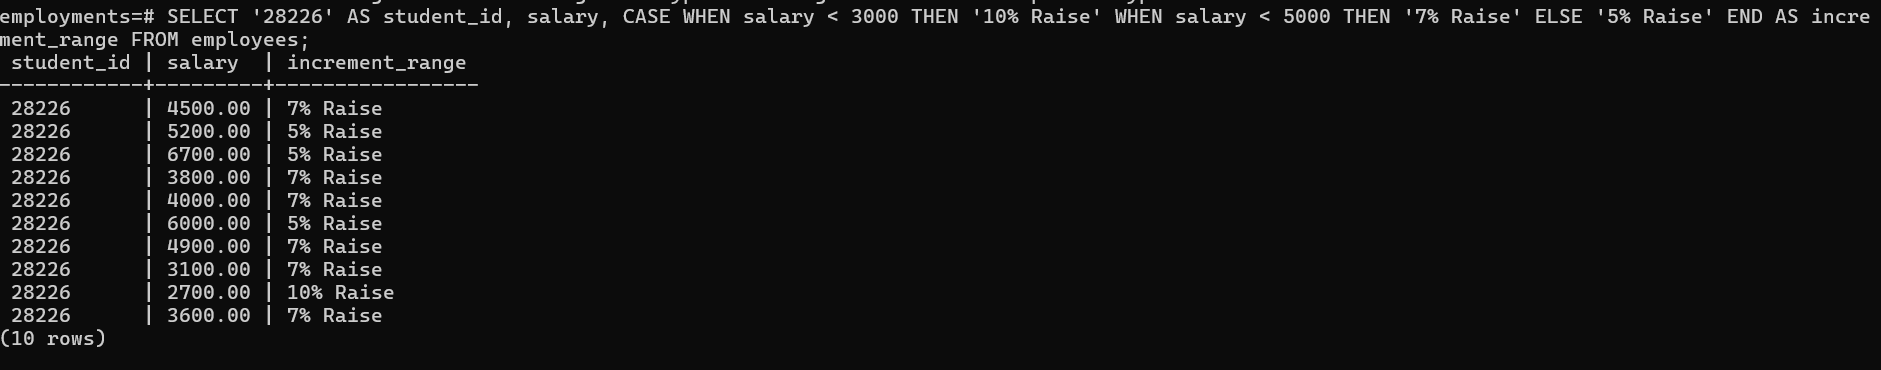 employments=# SELECT '28226' AS student_id, salary, CASE WHEN salary < 3000 THEN '10% Raise' WHEN salary < 5000 THEN '7% Raise' ELSE '5% Raise' END AS incre
ment_range FROM employees;
 student_id | salary  | increment_range
------------+---------+-----------------
 28226      | 4500.00 | 7% Raise
 28226      | 5200.00 | 5% Raise
 28226      | 6700.00 | 5% Raise
 28226      | 3800.00 | 7% Raise
 28226      | 4000.00 | 7% Raise
 28226      | 6000.00 | 5% Raise
 28226      | 4900.00 | 7% Raise
 28226      | 3100.00 | 7% Raise
 28226      | 2700.00 | 10% Raise
 28226      | 3600.00 | 7% Raise
(10 rows)